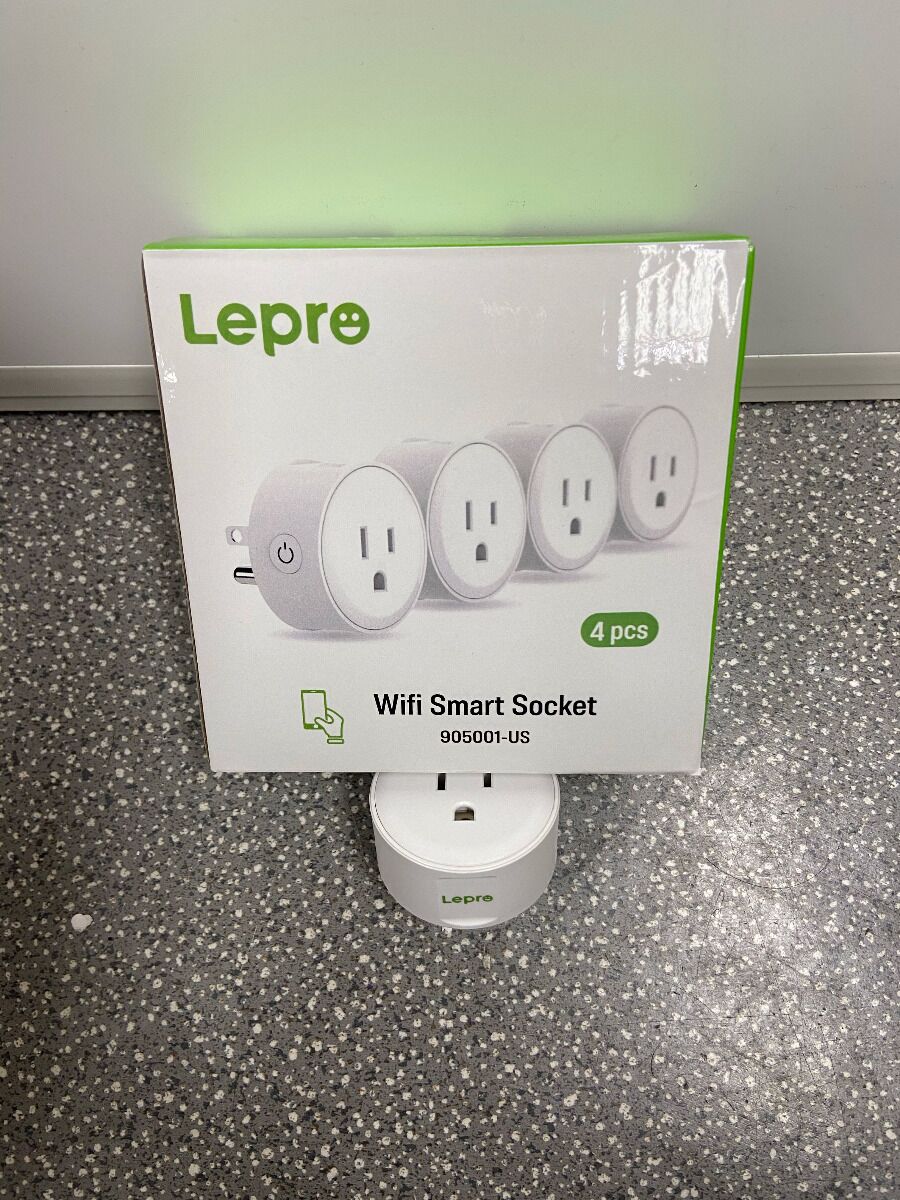 Lepro
4 pcs
Wifi Smart Socket
905001-US
Lepro